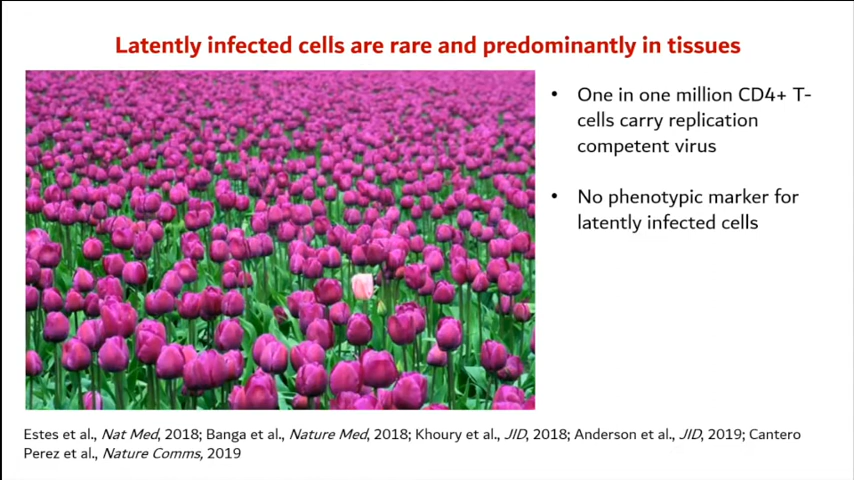 Latently infected cells are rare and predominantly in tissues
• One in one million CD4+ T-
cells carry replication
competent virus
• No phenotypic marker for
latently infected cells
Estes et al., Nat Med, 2018; Banga et al., Nature Med, 2018; Khoury et al., JID, 2018; Anderson et al., JID, 2019; Cantero
Perez et al., Nature Comms, 2019